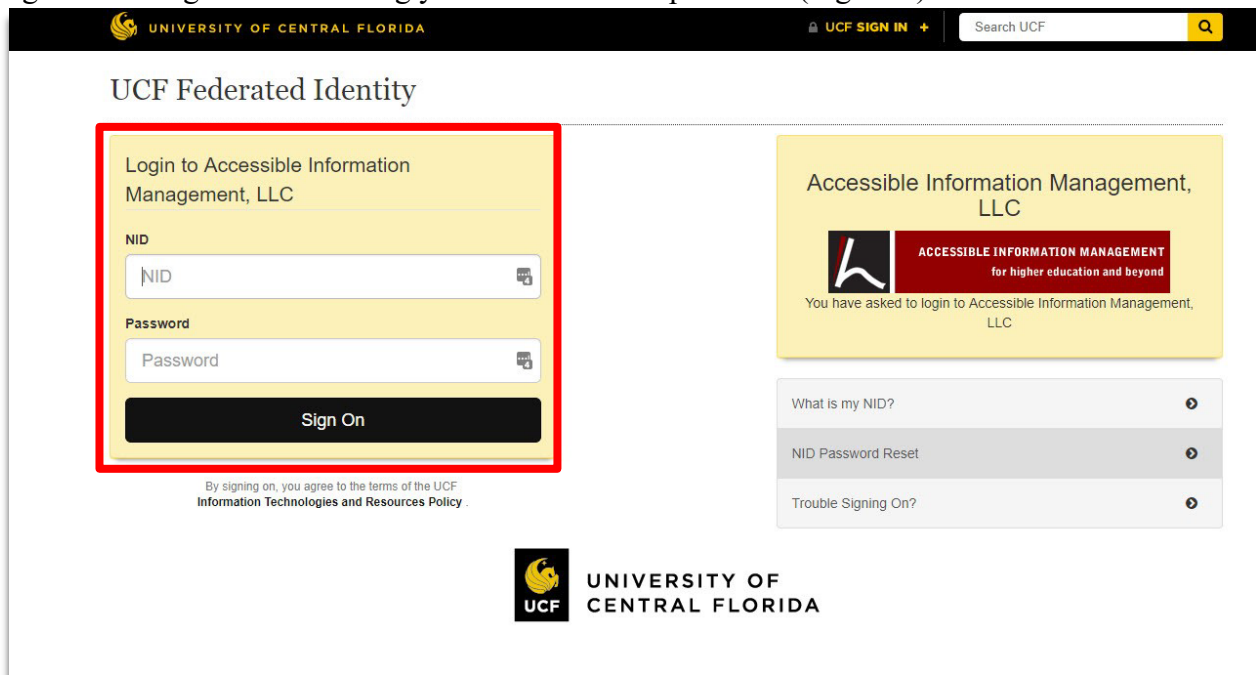 UNIVERSITY OF CENTRAL FLORIDA
UCF SIGN IN +
Search UCF
UCF Federated Identity
Login to Accessible Information
Management, LLC
NID
NID
Password
Password
Sign On
By signing on, you agree to the terms of the UCF
Information Technologies and Resources Policy .
Accessible Information Management,
LLC
ACCESSIBLE INFORMATION MANAGEMENT
for higher education and beyond
You have asked to login to Accessible Information Management,
LLC
What is my NID?
NID Password Reset
Trouble Signing On?
UCF
UNIVERSITY OF
CENTRAL FLORIDA